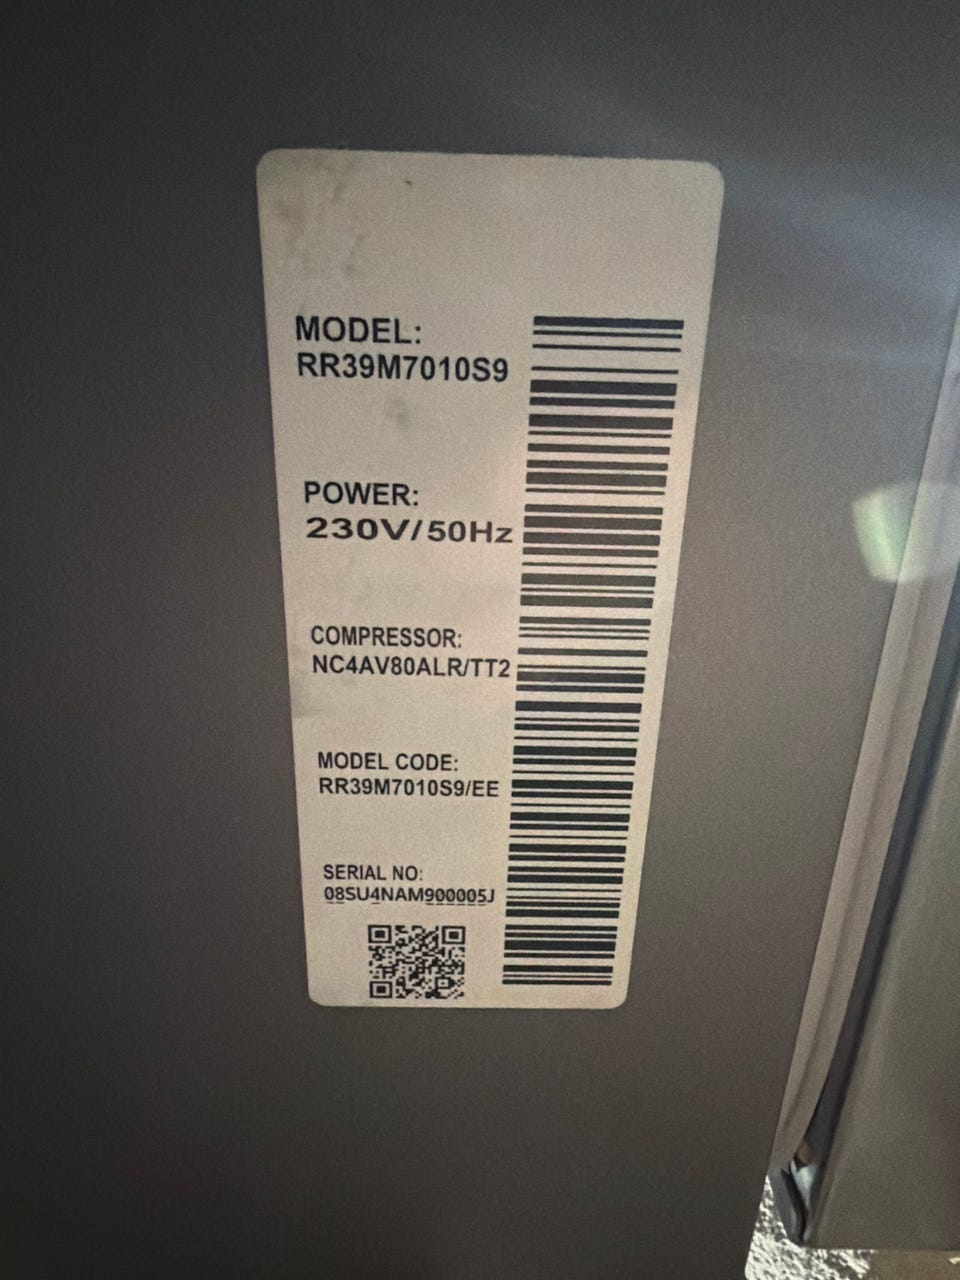 MODEL:
RR39M7010S9
POWER:
230V/50Hz
COMPRESSOR:
NC4AV80ALR/TT2
MODEL CODE:
RR39M7010S9/EE
SERIAL NO:
08SU4NAM900005J